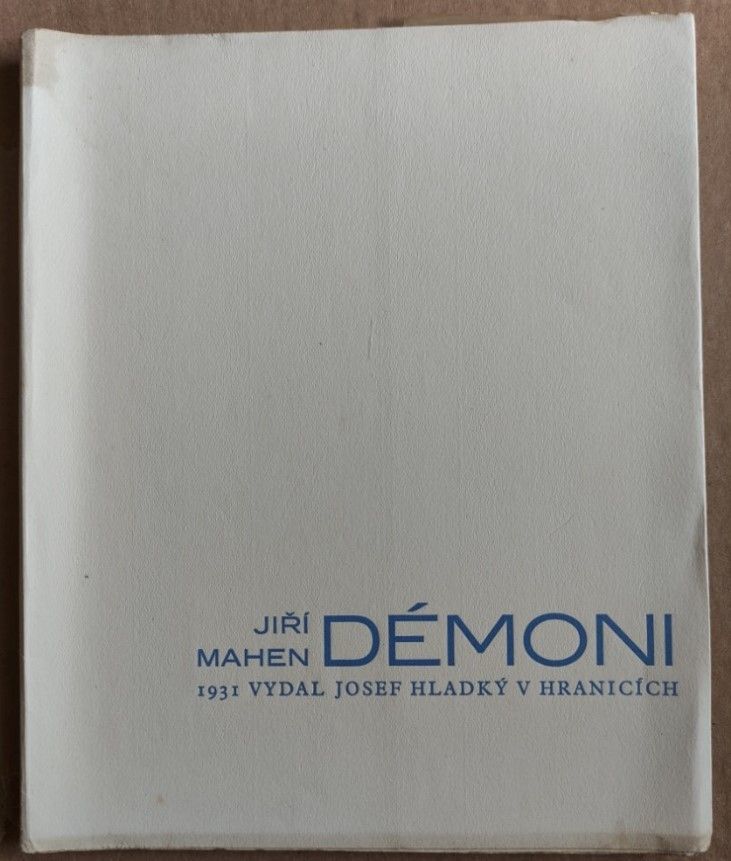 JIŘÍ
MAHEN DÉMONI
1931 VYDAL JOSEF HLADKÝ V HRANICÍCH